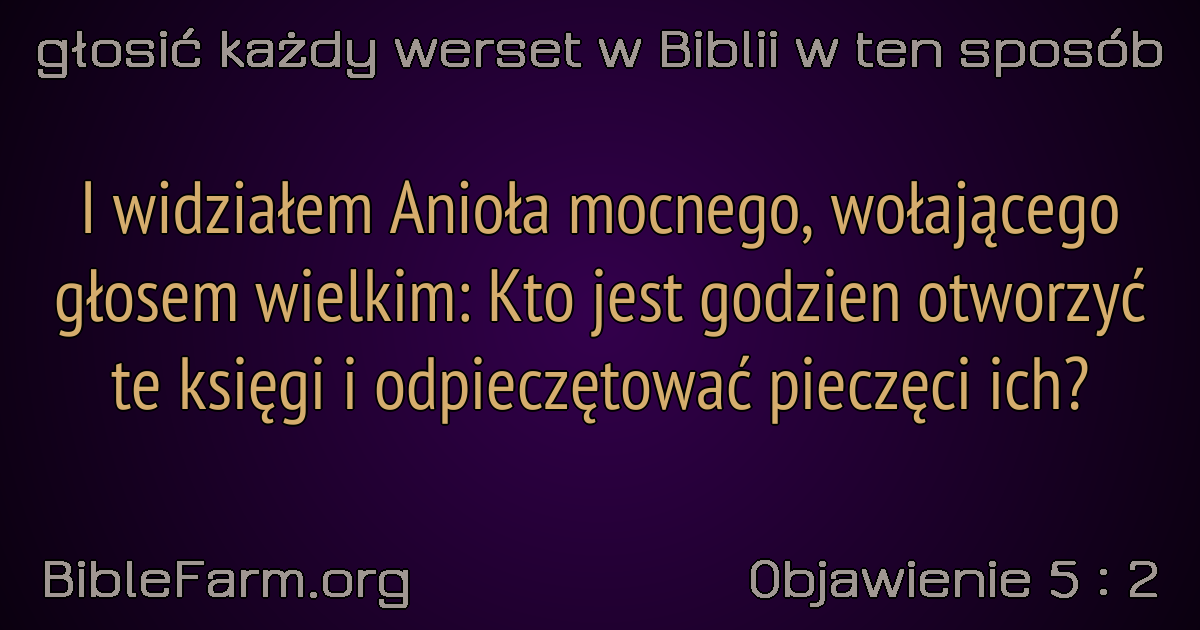 głosić każdy werset w Biblii w ten sposób
I widziałem Anioła mocnego, wołającego
głosem wielkim: Kto jest godzien otworzyć
te księgi i odpieczętować pieczęci ich?
BibleFarm.org
Objawienie 5 : 2